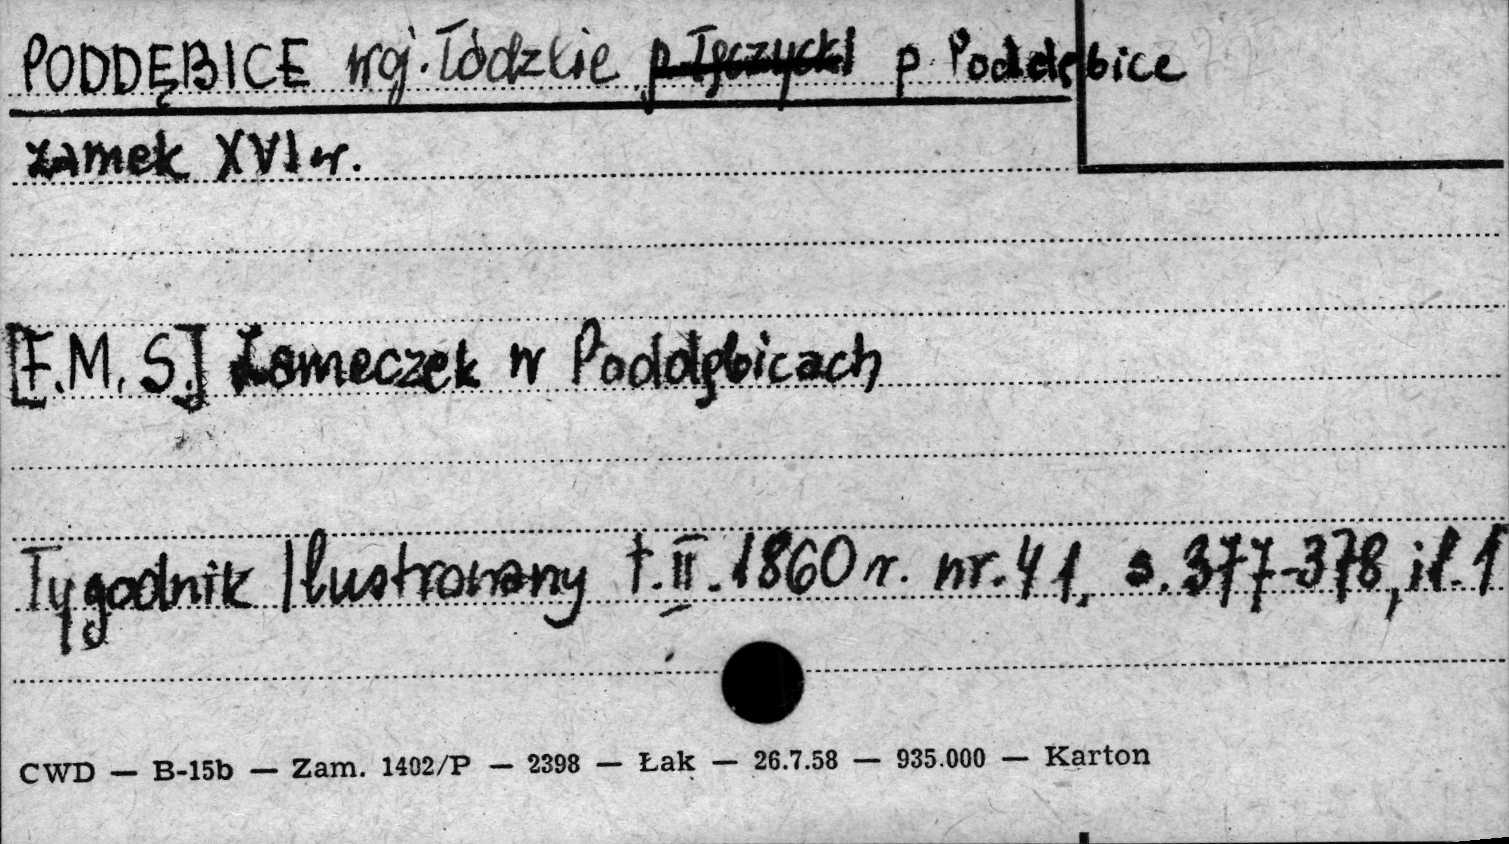 PODDĘBICE woj. Łódzkie p. Łęczycki p. Poddębice
zamek XVI w.
[F.M.S.] Zameczek w Poddębicach
Tygodnik Ilustrowany t. II. 1860 r. nr. 41, s. 377-378, il. 1
CWD — B-15b — Zam. 1402/P — 2398 — Łak — 26.7.58 — 935.000 — Karton